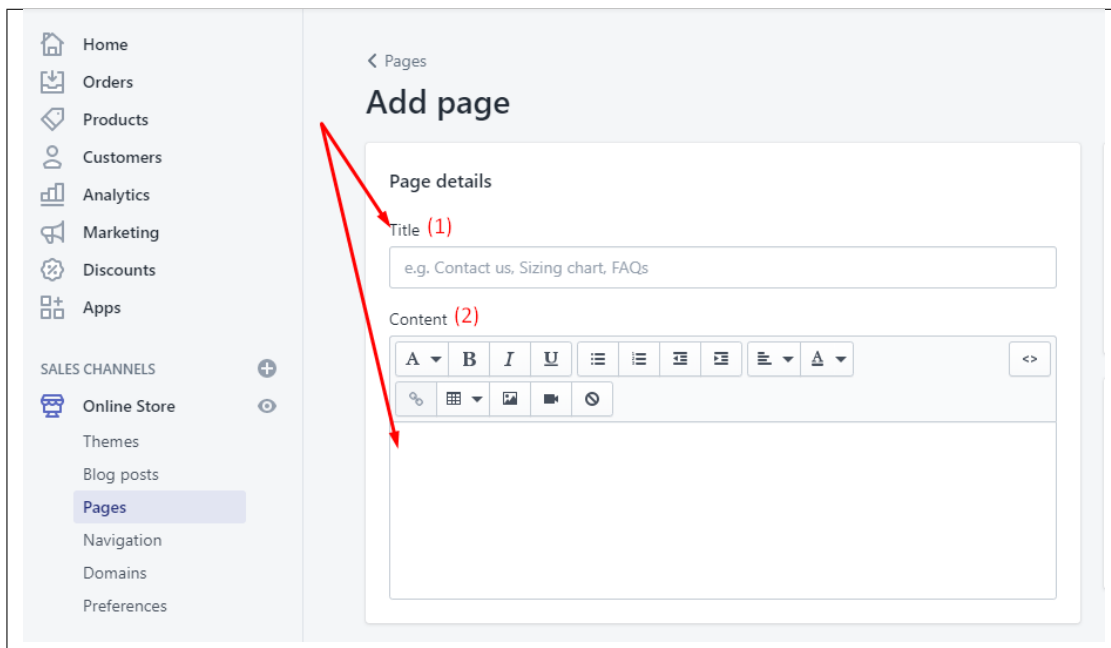 Home
Orders
Products
Customers
Analytics
Marketing
Discounts
Apps
SALES CHANNELS
Online Store
Themes
Blog posts
Pages
Navigation
Domains
Preferences
Pages
Add page
Page details
Title (1)
e.g. Contact us, Sizing chart, FAQs
Content (2)
A B I U A <>